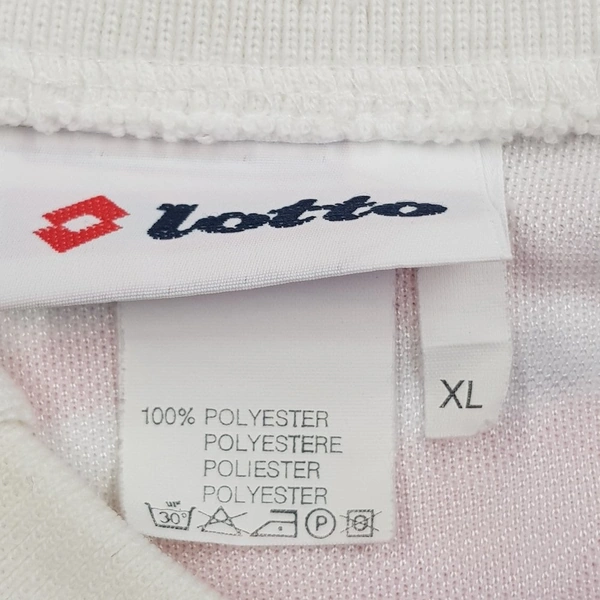 lotto
XL
100% POLYESTER
POLYESTERE
POLIESTER
POLYESTER
30° P